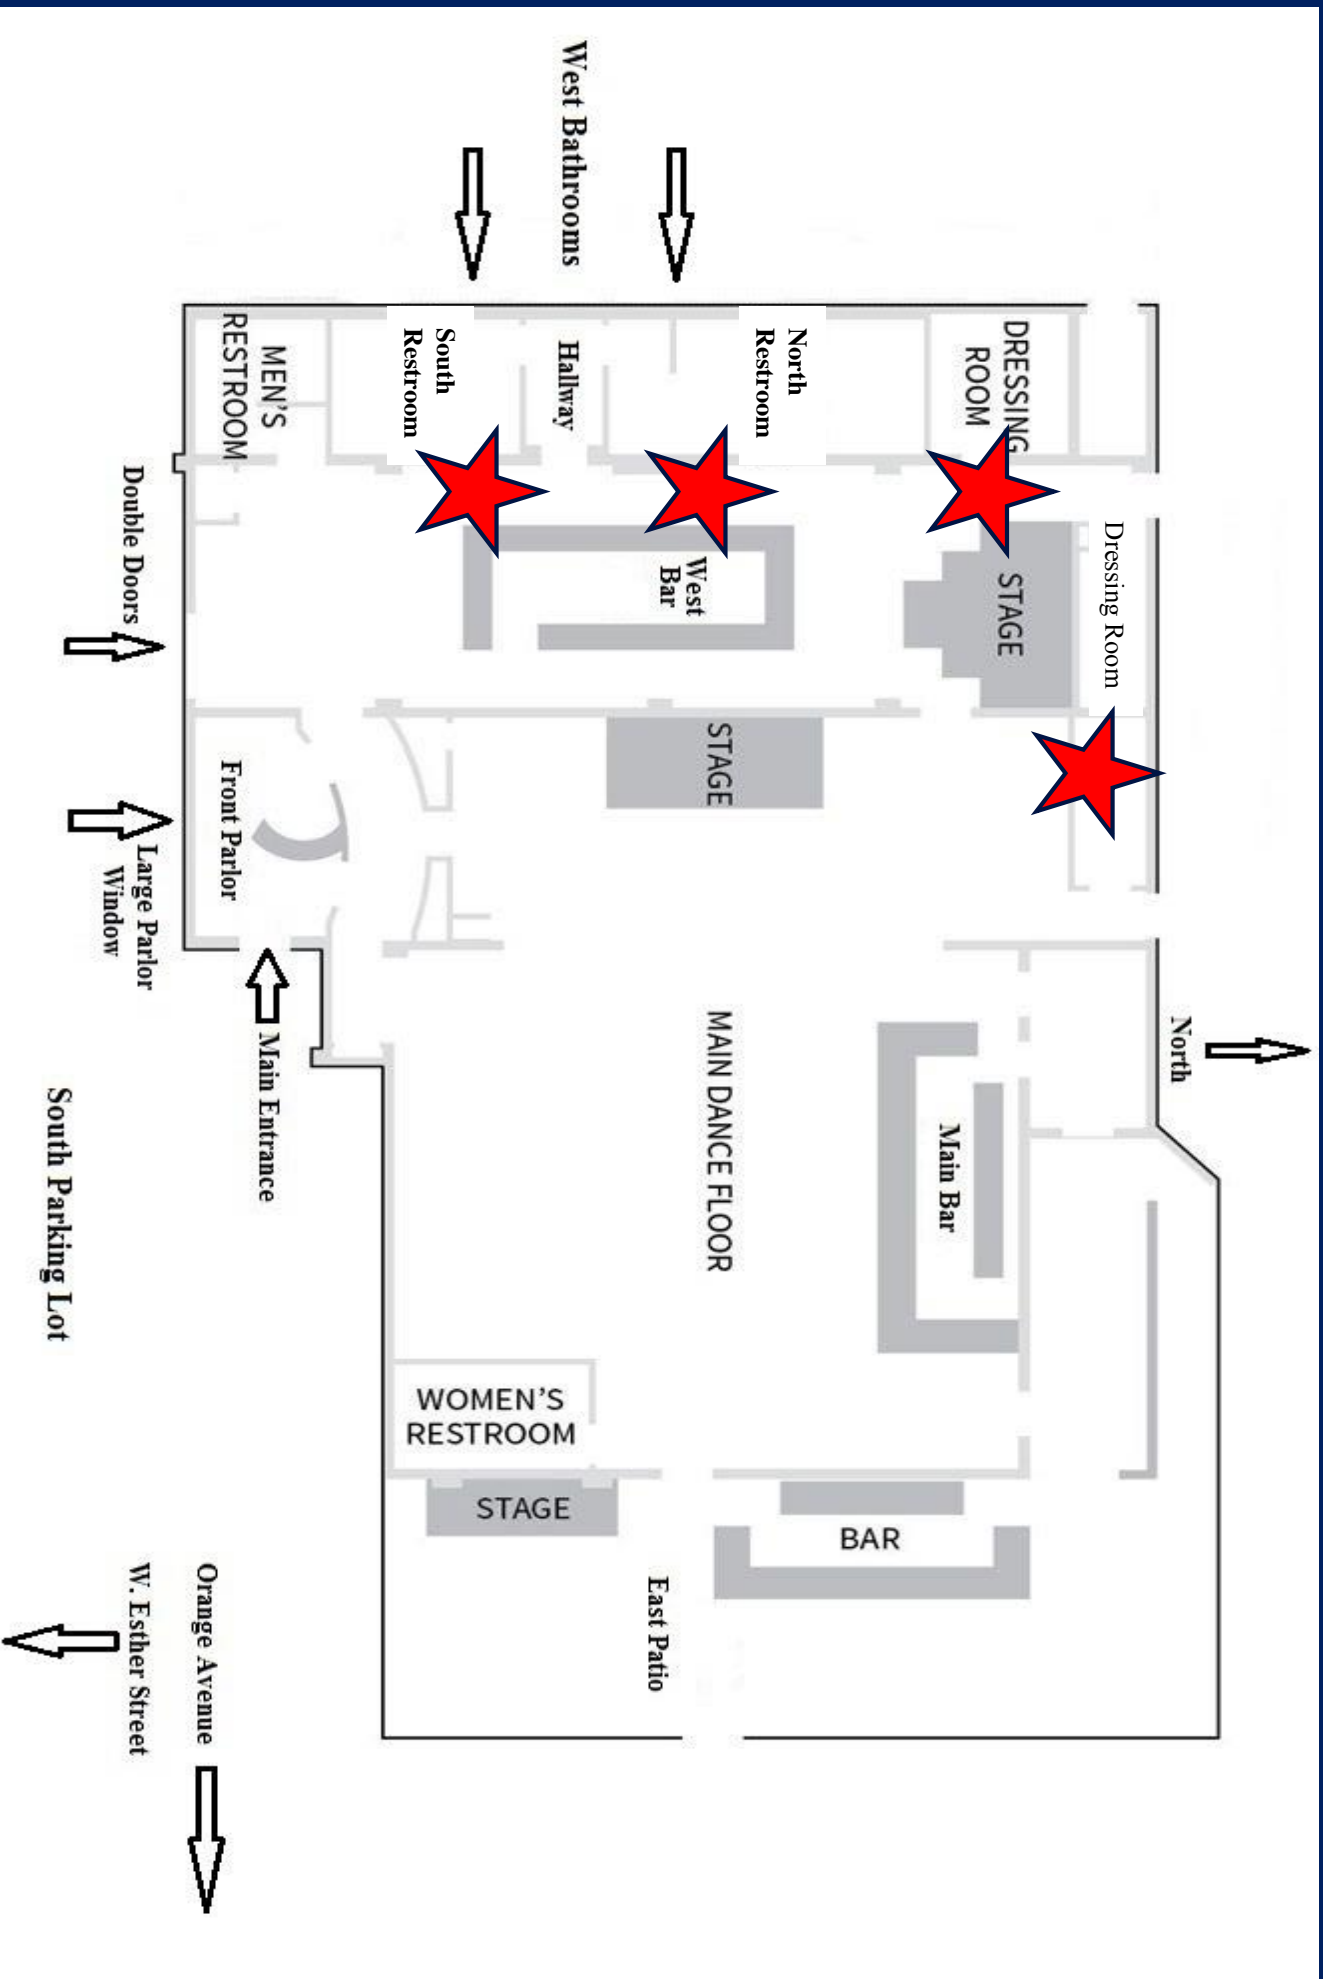 West Bathrooms
MEN'S
RESTROOM
South
Restroom
Hallway
North
Restroom
DRESSING
ROOM
Double Doors
West
Bar
STAGE
Dressing Room
Front Parlor
STAGE
Large Parlor
Window
Main Entrance
MAIN DANCE FLOOR
Main Bar
North
South Parking Lot
WOMEN'S
RESTROOM
STAGE
BAR
East Patio
Orange Avenue
W. Esther Street